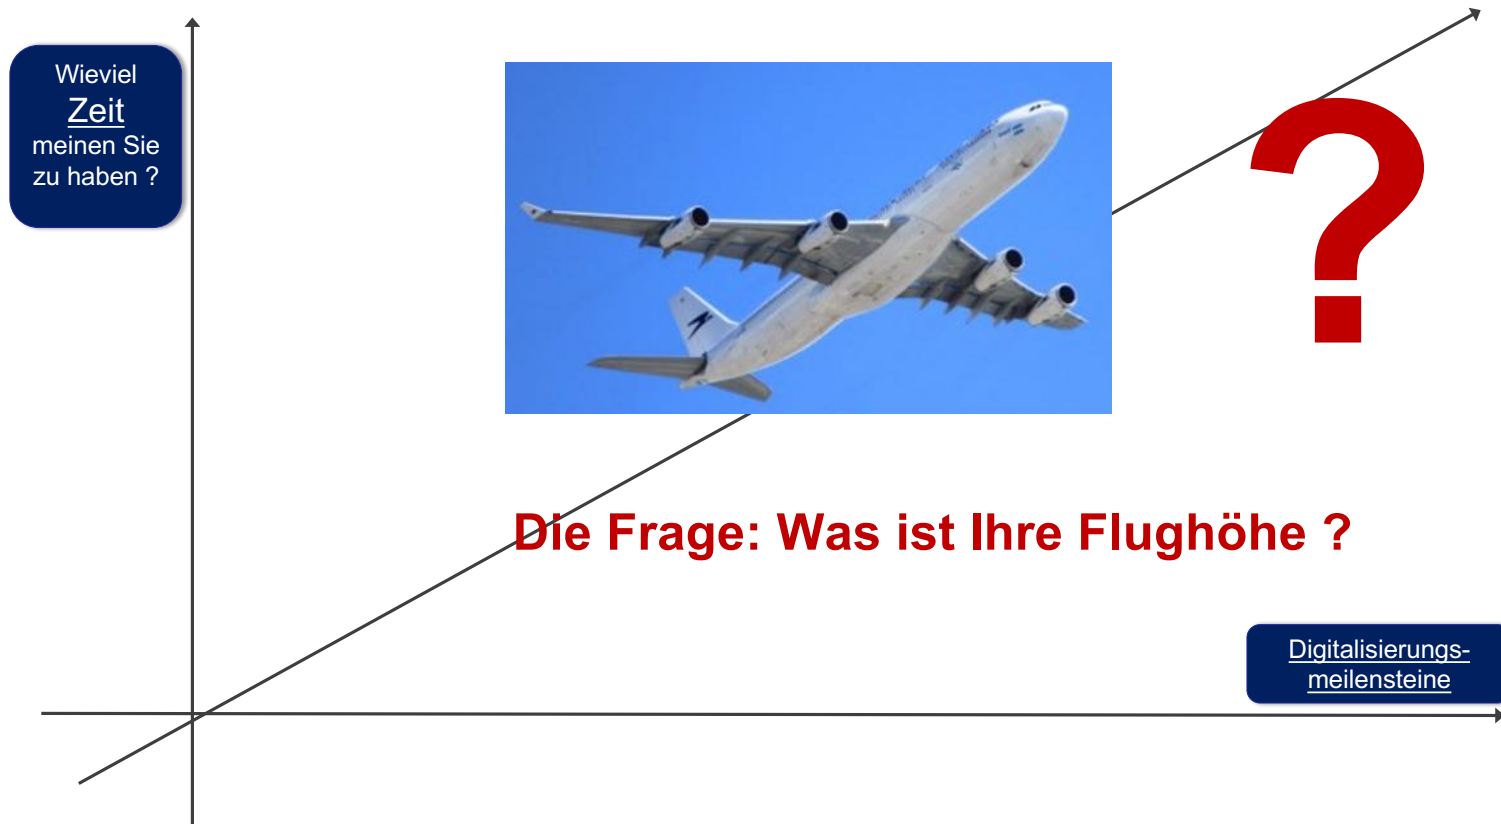 Wieviel
Zeit
meinen Sie
zu haben ?
?
Die Frage: Was ist Ihre Flughöhe ?
Digitalisierungs-
meilensteine